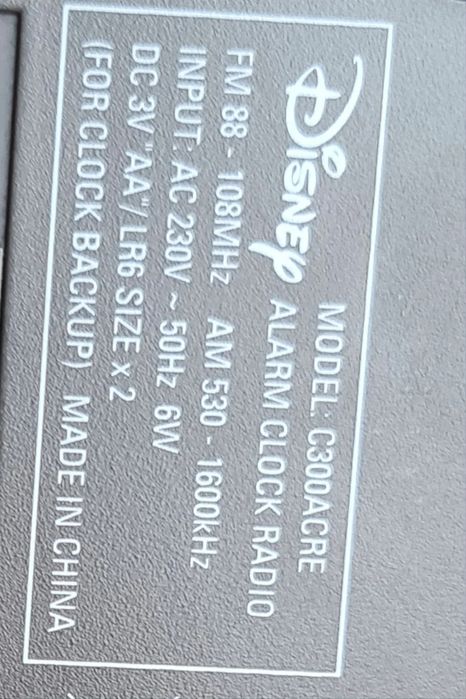 Disney MODEL: C300ACRE
ALARM CLOCK RADIO
FM 88 - 108MHz AM 530 - 1600kHz
INPUT: AC 230V ~ 50Hz 6W
DC 3V "AA"/ LR6 SIZE x 2
(FOR CLOCK BACKUP) MADE IN CHINA